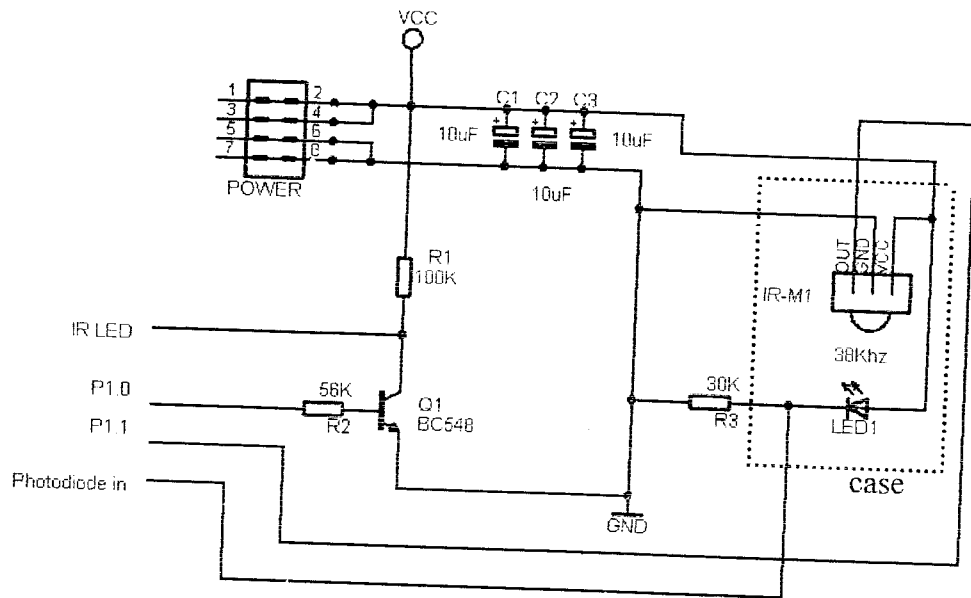 VCC
1 2
3 4
5 6
7 8
POWER
C1 C2 C3
10uF 10uF
10uF
R1
100K
OUT
GND
VCC
IR-M1
38Khz
IR LED
P1.0
56K
R2
Q1
BC548
30K
R3
LED1
P1.1
case
Photodiode in
GND